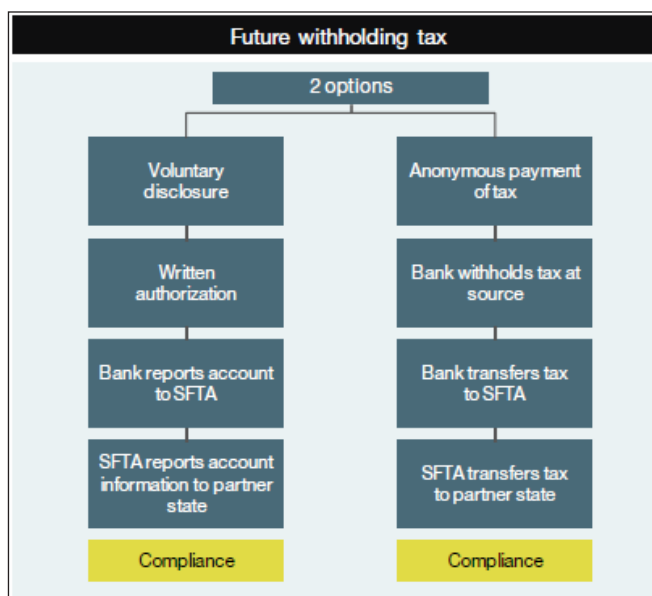 Future withholding tax
2 options
Voluntary
disclosure
Written
authorization
Bank reports account
to SFTA
SFTA reports account
information to partner
state
Compliance
Anonymous payment
of tax
Bank withholds tax at
source
Bank transfers tax
to SFTA
SFTA transfers tax
to partner state
Compliance